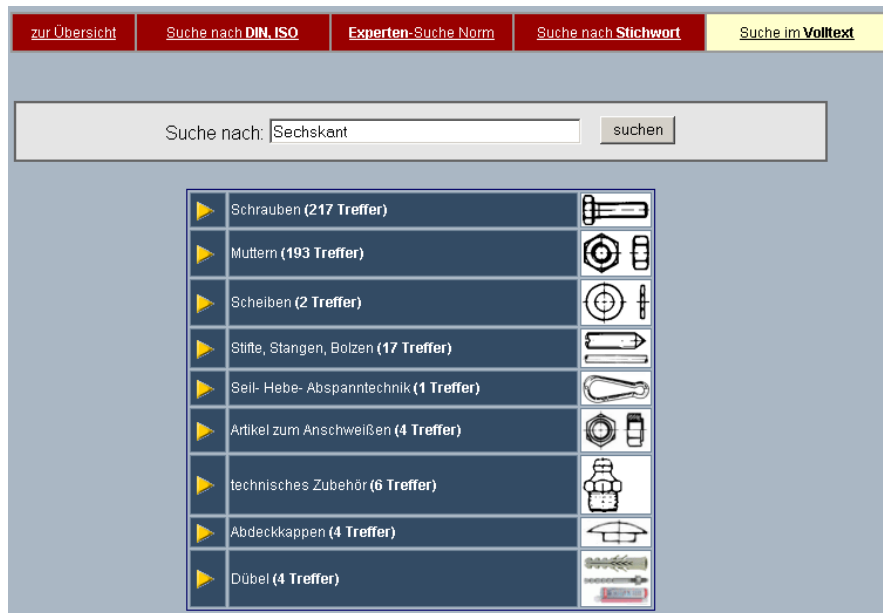 zur Übersicht
Suche nach DIN, ISO
Experten-Suche Norm
Suche nach Stichwort
Suche im Volltext
Suche nach: Sechskant suchen
Schrauben (217 Treffer)
Muttern (193 Treffer)
Scheiben (2 Treffer)
Stifte, Stangen, Bolzen (17 Treffer)
Seil- Hebe- Abspanntechnik (1 Treffer)
Artikel zum Anschweißen (4 Treffer)
technisches Zubehör (6 Treffer)
Abdeckkappen (4 Treffer)
Dübel (4 Treffer)